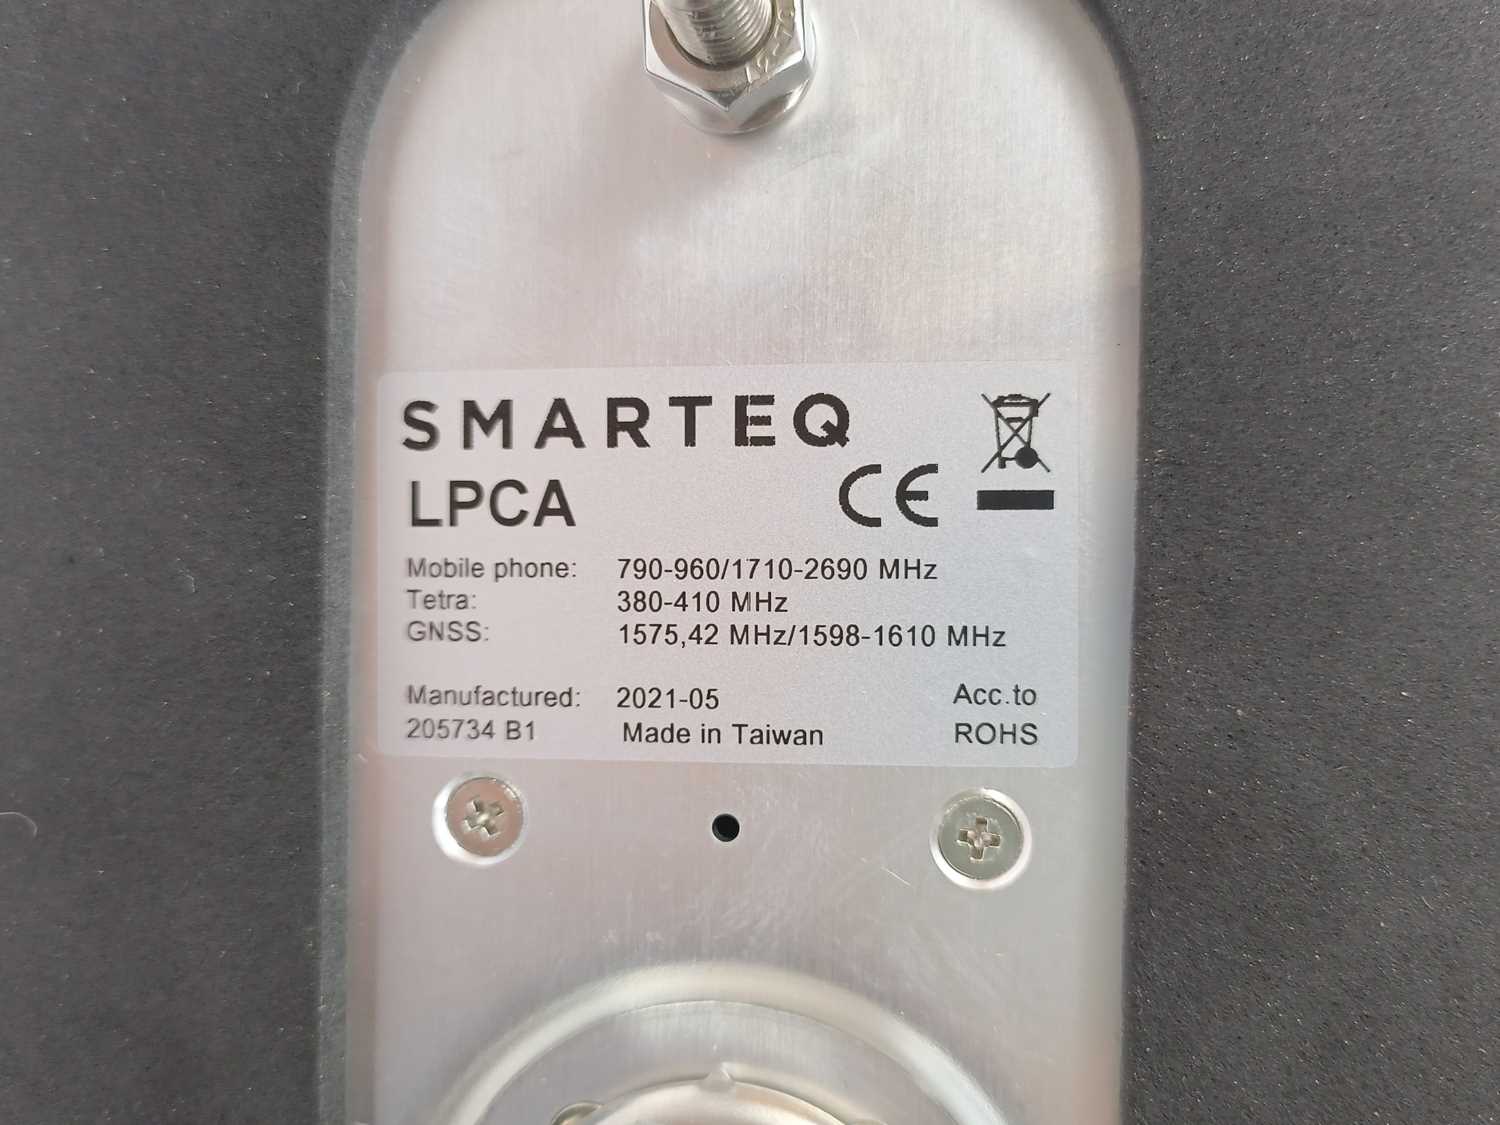 SMARTEQ
LPCA
CE
Mobile phone: 790-960/1710-2690 MHz
Tetra: 380-410 MHz
GNSS: 1575,42 MHz/1598-1610 MHz
Manufactured: 2021-05 Acc.to
205734 B1 Made in Taiwan ROHS